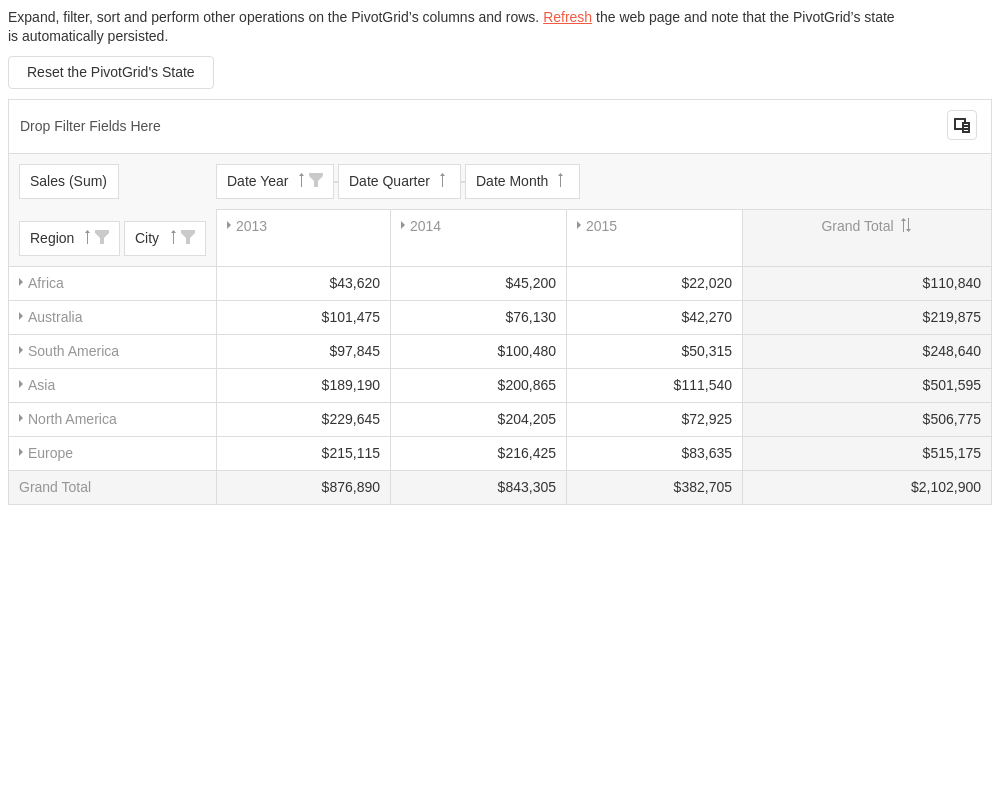 Expand, filter, sort and perform other operations on the PivotGrid’s columns and rows. Refresh the web page and note that the PivotGrid’s state
is automatically persisted.
Reset the PivotGrid's State
Drop Filter Fields Here
Sales (Sum)
Date Year
Date Quarter
Date Month
Region
City
2013
2014
2015
Grand Total
Africa $43,620 $45,200 $22,020 $110,840
Australia $101,475 $76,130 $42,270 $219,875
South America $97,845 $100,480 $50,315 $248,640
Asia $189,190 $200,865 $111,540 $501,595
North America $229,645 $204,205 $72,925 $506,775
Europe $215,115 $216,425 $83,635 $515,175
Grand Total $876,890 $843,305 $382,705 $2,102,900